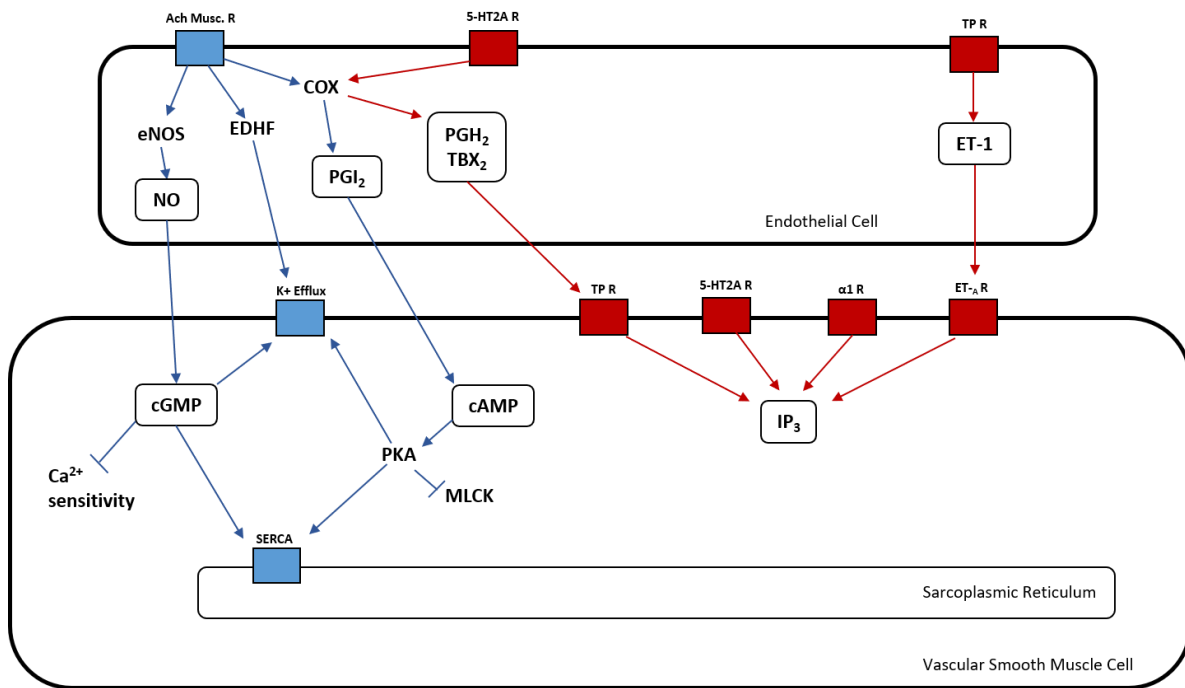 Ach Musc. R
5-HT2A R
TP R
COX
eNOS
EDHF
PGH₂
TBX₂
ET-1
PGI₂
NO
Endothelial Cell
K+ Efflux
TP R
5-HT2A R
α1 R
ET-ₐ R
cGMP
cAMP
IP₃
PKA
Ca²⁺
sensitivity
MLCK
SERCA
Sarcoplasmic Reticulum
Vascular Smooth Muscle Cell